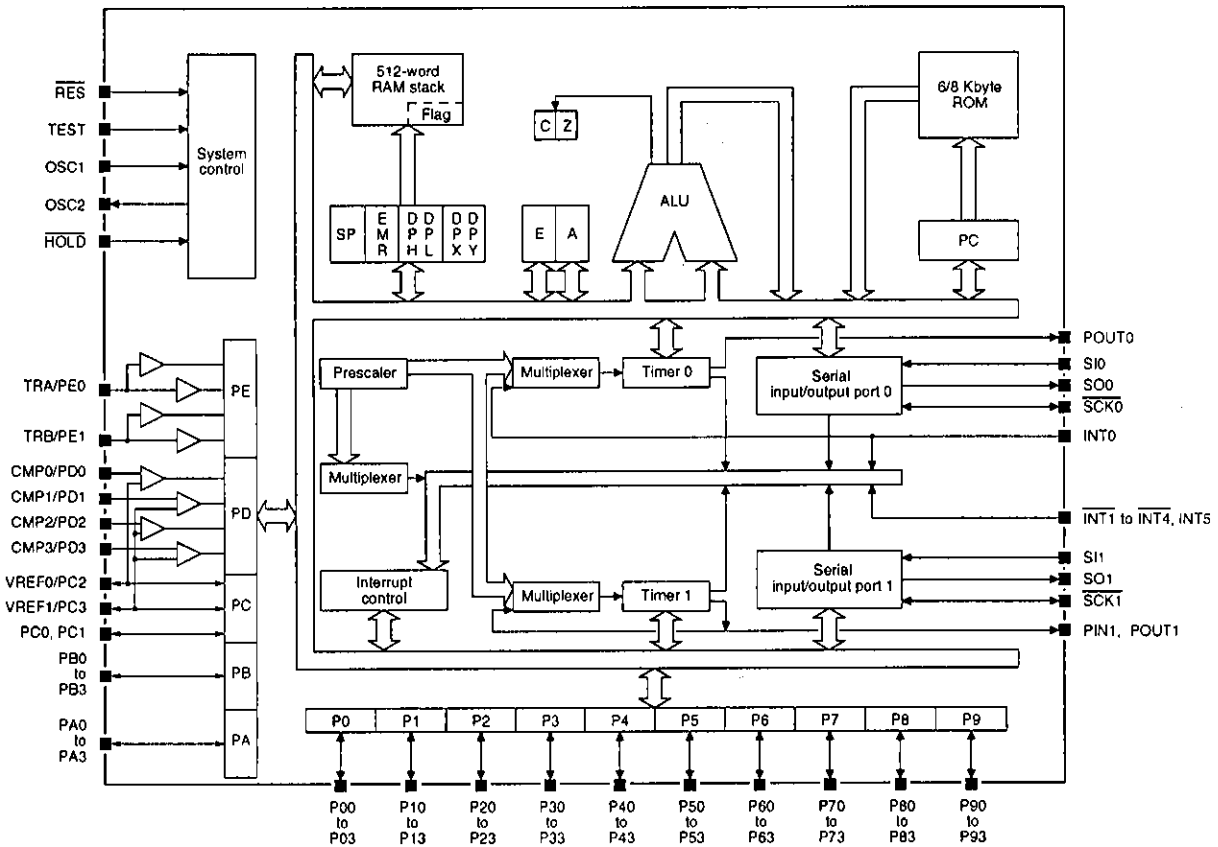 RES
TEST
OSC1
OSC2
HOLD
System
control
512-word
RAM stack
Flag
C Z
6/8 Kbyte
ROM
ALU
SP
EMR
DPH
DPL
DPX
DPY
E A
PC
TRA/PE0
TRB/PE1
CMP0/PD0
CMP1/PD1
CMP2/PD2
CMP3/PD3
VREF0/PC2
VREF1/PC3
PC0, PC1
PB0
to
PB3
PA0
to
PA3
PE
PD
PC
PB
PA
Prescaler
Multiplexer
Timer 0
Serial
input/output port 0
Multiplexer
Interrupt
control
Multiplexer
Timer 1
Serial
input/output port 1
POUT0
SI0
SO0
SCK0
INT0
INT1 to INT4, INT5
SI1
SO1
SCK1
PIN1, POUT1
P0 P1 P2 P3 P4 P5 P6 P7 P8 P9
P00 P10 P20 P30 P40 P50 P60 P70 P80 P90
to to to to to to to to to to
P03 P13 P23 P33 P43 P53 P63 P73 P83 P93